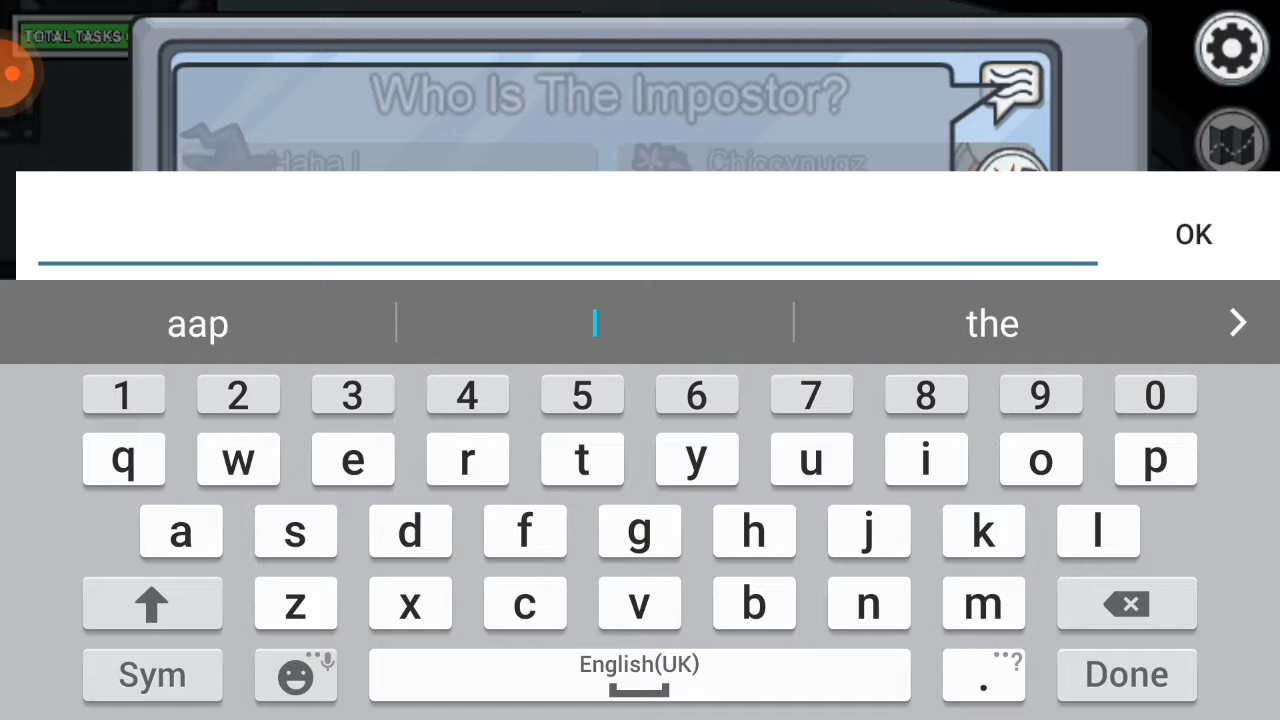 TOTAL TASKS
Who Is The Impostor?
Haha I
Chiccynugz
OK
aap
I
the
1 2 3 4 5 6 7 8 9 0
q w e r t y u i o p
a s d f g h j k l
z x c v b n m
Sym
English(UK)
. ?
Done